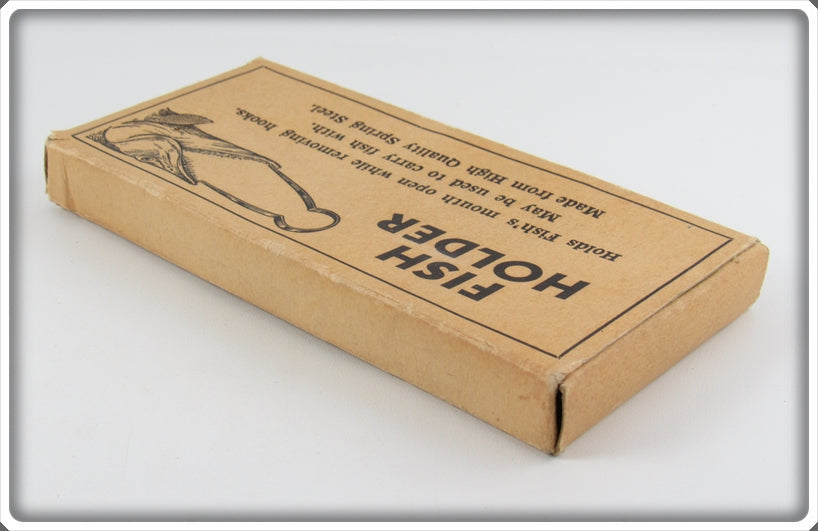 FISH
HOLDER
Holds Fish's mouth open while removing hooks.
May be used to carry fish with.
Made from High Quality Spring Steel.